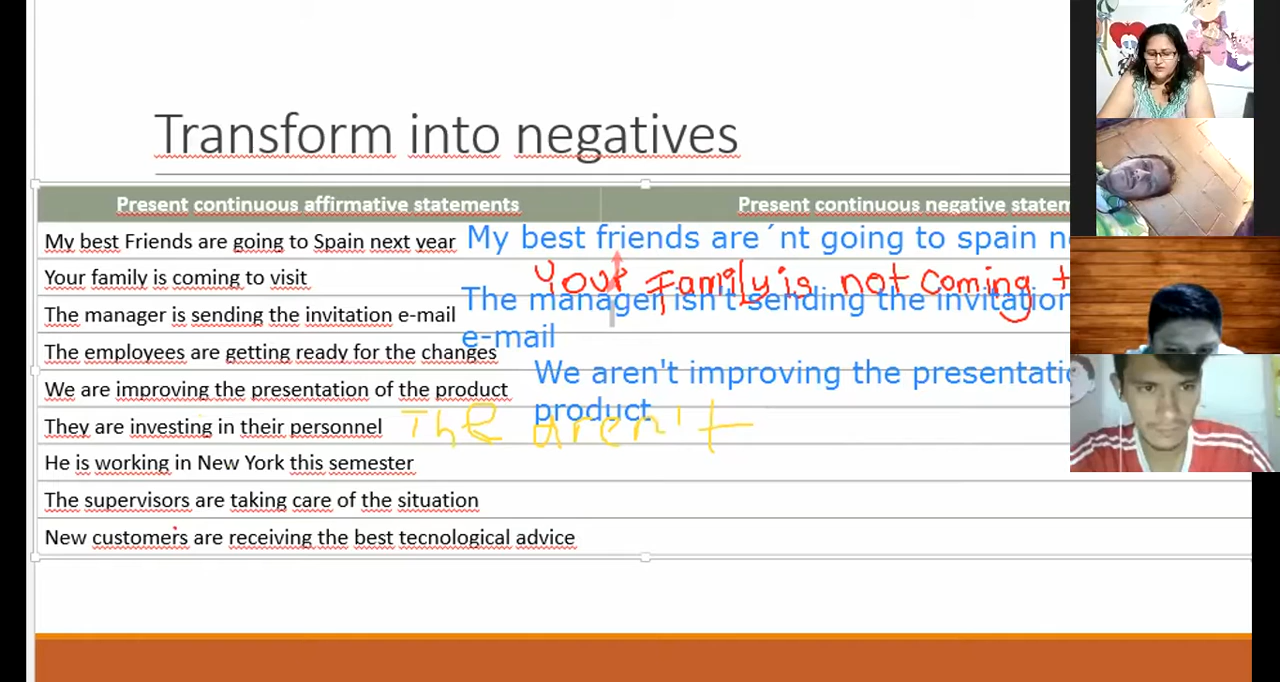 Transform into negatives
Present continuous affirmative statements
Present continuous negative statem
My best Friends are going to Spain next year
My best friends are´nt going to spain n
Your family is coming to visit
Your Family is not coming t
The manager is sending the invitation e-mail
The manager isn't sending the invitation
e-mail
The employees are getting ready for the changes
We are improving the presentation of the product
We aren't improving the presentati
product
They are investing in their personnel
The aren't
He is working in New York this semester
The supervisors are taking care of the situation
New customers are receiving the best tecnological advice